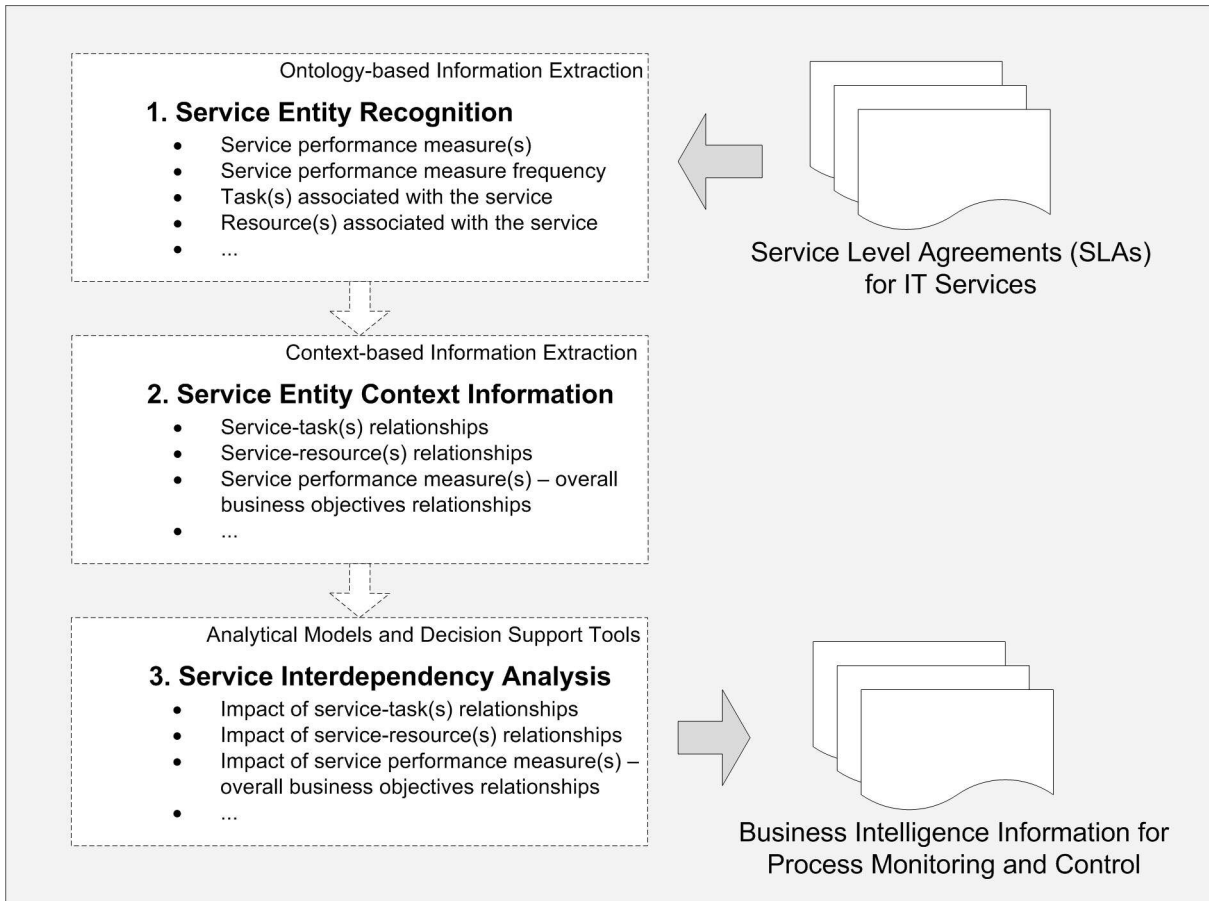 Ontology-based Information Extraction
1. Service Entity Recognition
• Service performance measure(s)
• Service performance measure frequency
• Task(s) associated with the service
• Resource(s) associated with the service
• ...
Service Level Agreements (SLAs)
for IT Services
Context-based Information Extraction
2. Service Entity Context Information
• Service-task(s) relationships
• Service-resource(s) relationships
• Service performance measure(s) – overall
business objectives relationships
• ...
Analytical Models and Decision Support Tools
3. Service Interdependency Analysis
• Impact of service-task(s) relationships
• Impact of service-resource(s) relationships
• Impact of service performance measure(s) –
overall business objectives relationships
• ...
Business Intelligence Information for
Process Monitoring and Control